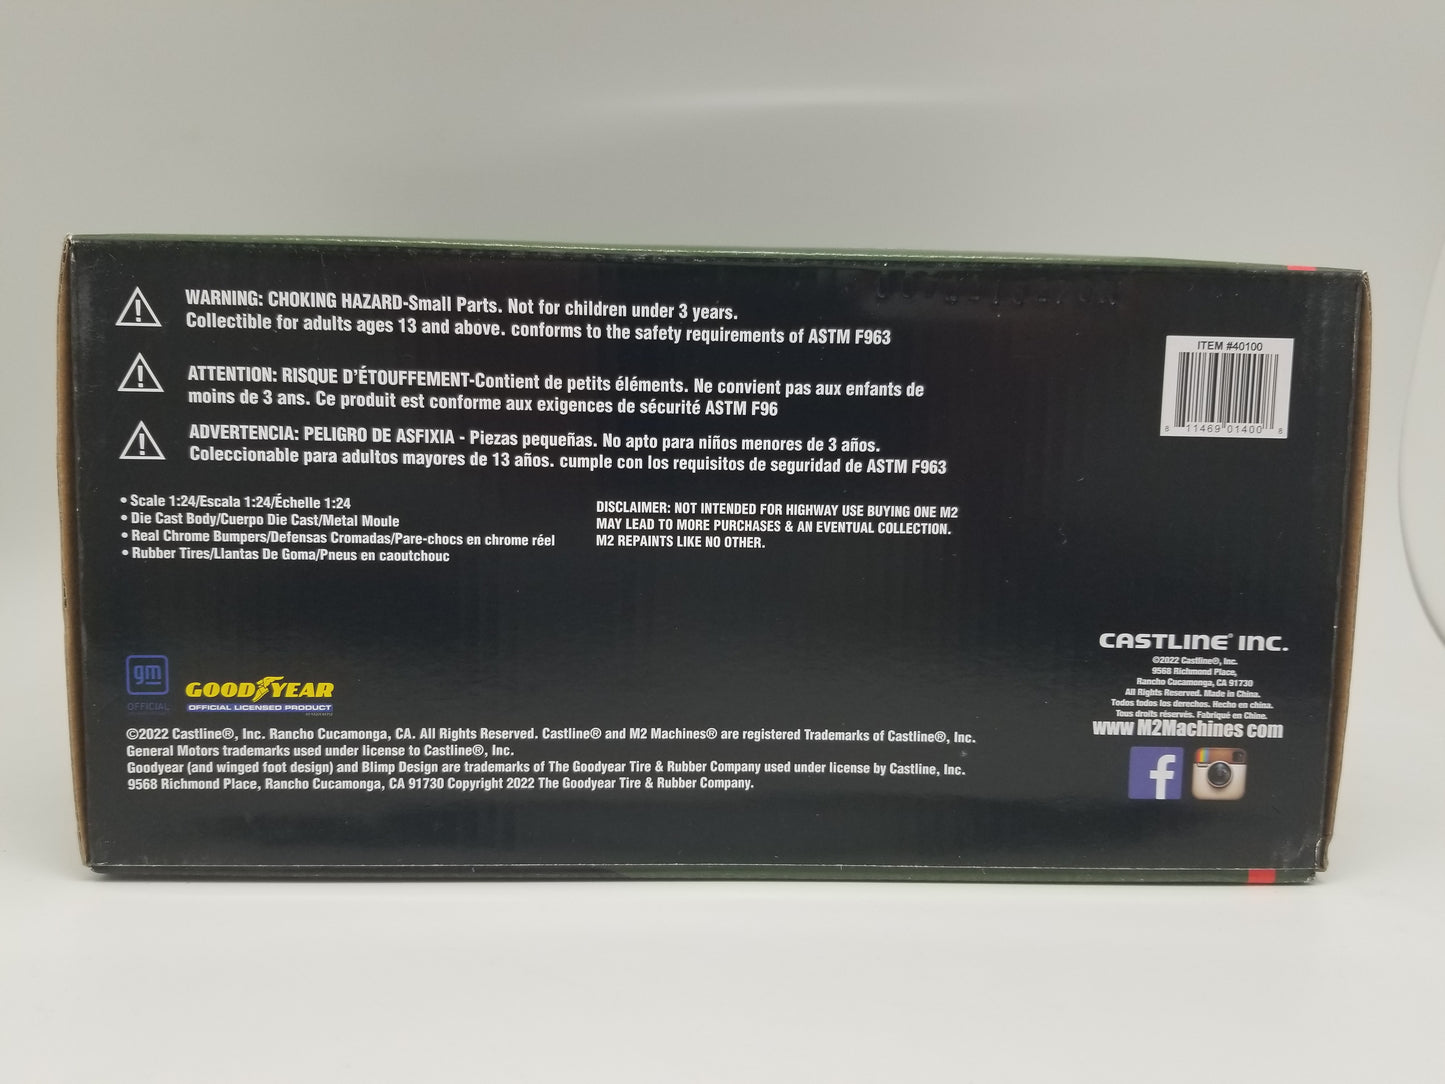 WARNING: CHOKING HAZARD-Small Parts. Not for children under 3 years.
Collectible for adults ages 13 and above. conforms to the safety requirements of ASTM F963
ATTENTION: RISQUE D'ÉTOUFFEMENT-Contient de petits éléments. Ne convient pas aux enfants de
moins de 3 ans. Ce produit est conforme aux exigences de sécurité ASTM F96
ADVERTENCIA: PELIGRO DE ASFIXIA - Piezas pequeñas. No apto para niños menores de 3 años.
Coleccionable para adultos mayores de 13 años. cumple con los requisitos de seguridad de ASTM F963
ITEM #40100
8 11469 01400 8
• Scale 1:24/Escala 1:24/Échelle 1:24
• Die Cast Body/Cuerpo Die Cast/Metal Moule
• Real Chrome Bumpers/Defensas Cromadas/Pare-chocs en chrome réel
• Rubber Tires/Llantas De Goma/Pneus en caoutchouc
DISCLAIMER: NOT INTENDED FOR HIGHWAY USE BUYING ONE M2
MAY LEAD TO MORE PURCHASES & AN EVENTUAL COLLECTION.
M2 REPAINTS LIKE NO OTHER.
gm
OFFICIAL
GOODYEAR
OFFICIAL LICENSED PRODUCT
CASTLINE® INC.
©2022 Castline®, Inc.
9568 Richmond Place,
Rancho Cucamonga, CA 91730
All Rights Reserved. Made in China.
Todos todos los derechos. Hecho en china.
Tous droits réservés. Fabriqué en Chine.
www.M2Machines.com
f
©2022 Castline®, Inc. Rancho Cucamonga, CA. All Rights Reserved. Castline® and M2 Machines® are registered Trademarks of Castline®, Inc.
General Motors trademarks used under license to Castline®, Inc.
Goodyear (and winged foot design) and Blimp Design are trademarks of The Goodyear Tire & Rubber Company used under license by Castline, Inc.
9568 Richmond Place, Rancho Cucamonga, CA 91730 Copyright 2022 The Goodyear Tire & Rubber Company.